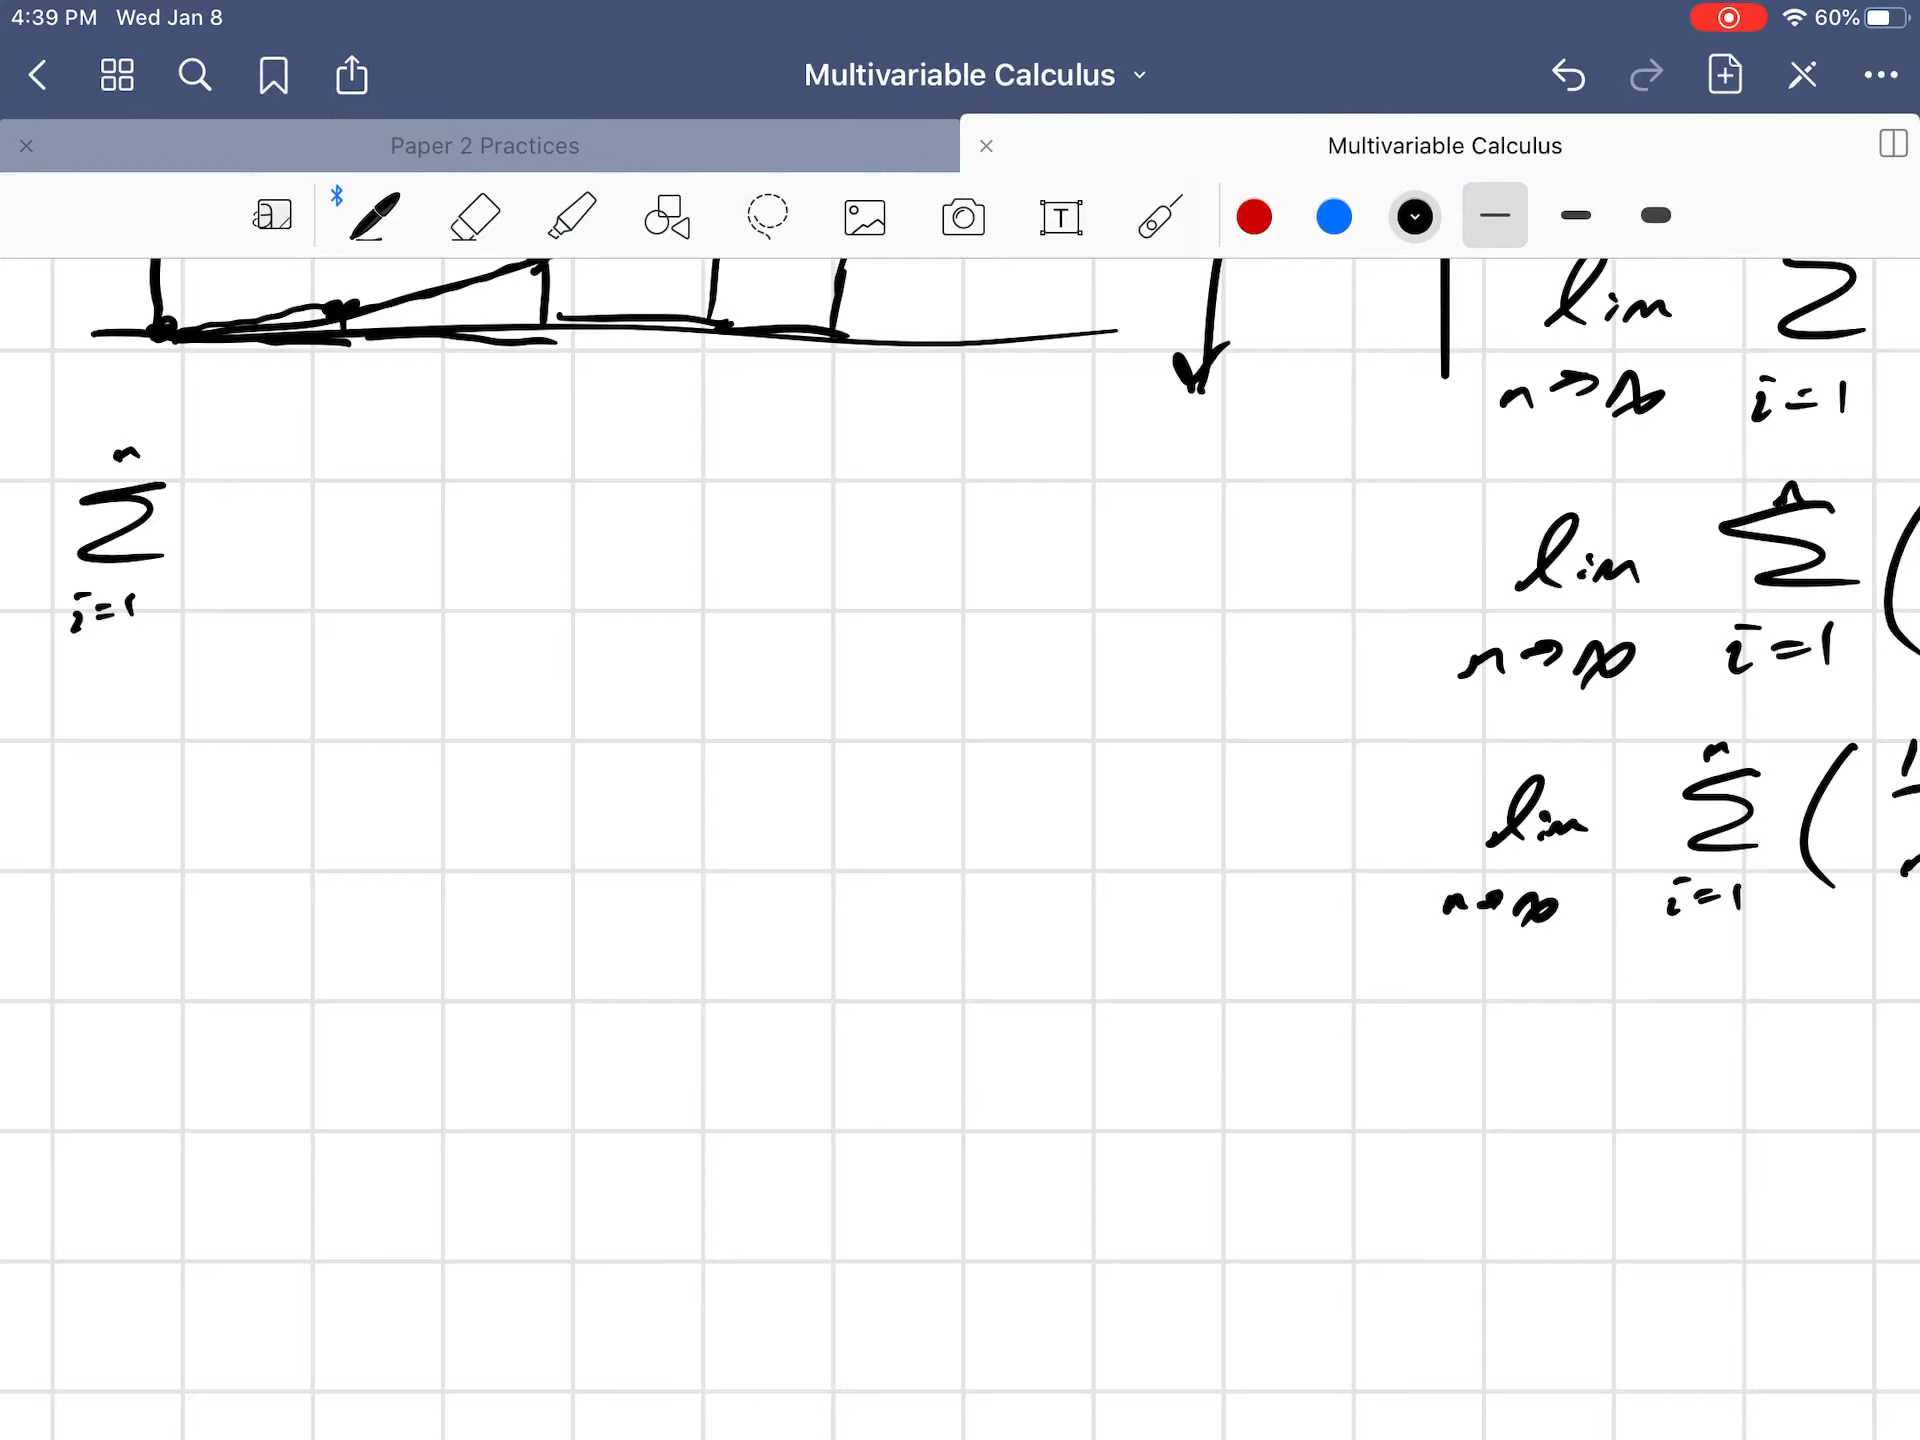 4:39 PM Wed Jan 8 60%
Multivariable Calculus
Paper 2 Practices
Multivariable Calculus
T
lim Σ
n→∞ i=1
n
Σ
i=1
n
lim Σ (
n→∞ i=1
n
lim Σ ( 1
n→∞ i=1